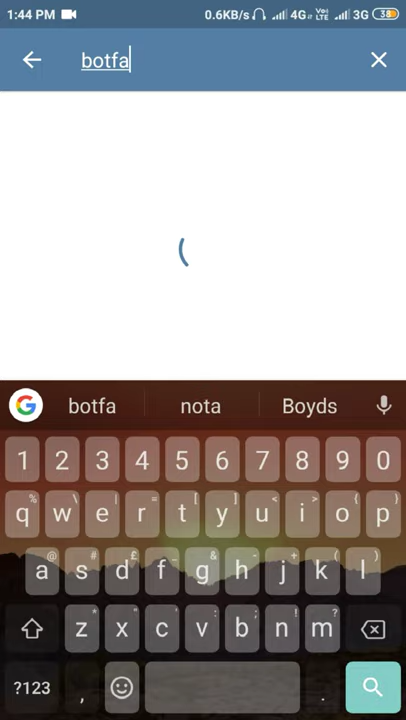 1:44 PM 0.6KB/s 4G Vo LTE 3G 38
botfa
G botfa nota Boyds
1 2 3 4 5 6 7 8 9 0
% \ | = [ ] < > { }
q w e r t y u i o p
@ # £ _ & - + ( )
a s d f g h j k l
* " ' : ; ! ?
z x c v b n m
?123 , .